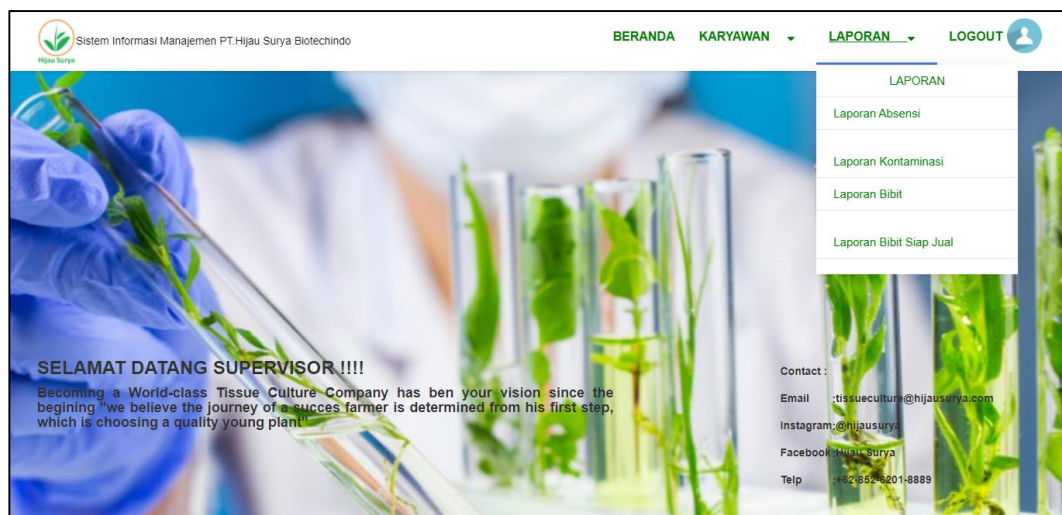 Hijau Surya
Sistem Informasi Manajemen PT.Hijau Surya Biotechindo
BERANDA KARYAWAN LAPORAN LOGOUT
LAPORAN
Laporan Absensi
Laporan Kontaminasi
Laporan Bibit
Laporan Bibit Siap Jual
SELAMAT DATANG SUPERVISOR !!!!
Becoming a World-class Tissue Culture Company has ben your vision since the
begining "we believe the journey of a succes farmer is determined from his first step,
which is choosing a quality young plant"
Contact :
Email :tissueculture@hijausurya.com
Instagram:@hijausurya
Facebook:Hijau Surya
Telp :+62-852-6201-8889